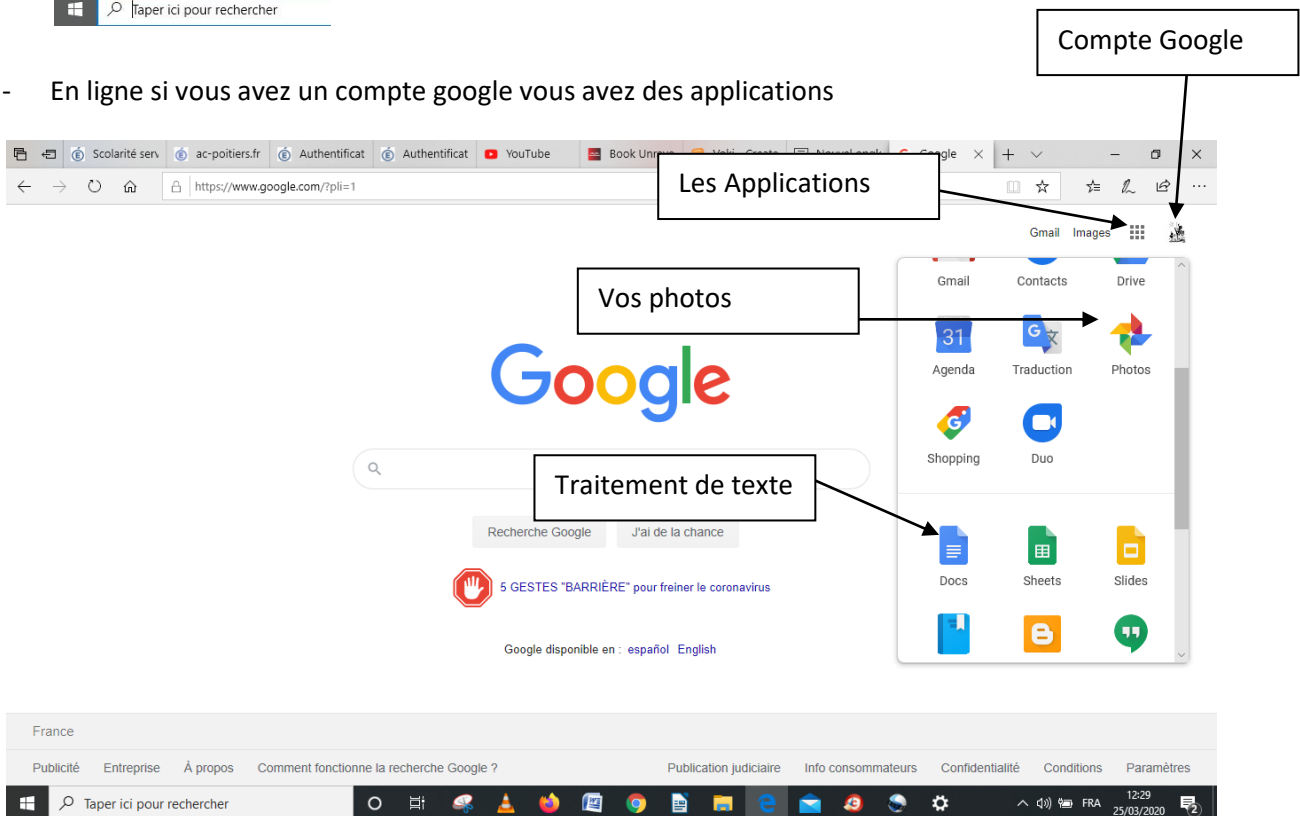 Taper ici pour rechercher
Compte Google
- En ligne si vous avez un compte google vous avez des applications
Scolarité serv ac-poitiers.fr Authentificat Authentificat YouTube Book Google
https://www.google.com/?pli=1
Les Applications
Gmail Images
Gmail Contacts Drive
Vos photos
31 G
Agenda Traduction Photos
Google
G
Shopping Duo
Traitement de texte
Recherche Google J'ai de la chance
Docs Sheets Slides
5 GESTES "BARRIÈRE" pour freiner le coronavirus
Google disponible en : español English
France
Publicité Entreprise À propos Comment fonctionne la recherche Google ? Publication judiciaire Info consommateurs Confidentialité Conditions Paramètres
Taper ici pour rechercher
FRA
12:29
25/03/2020
2